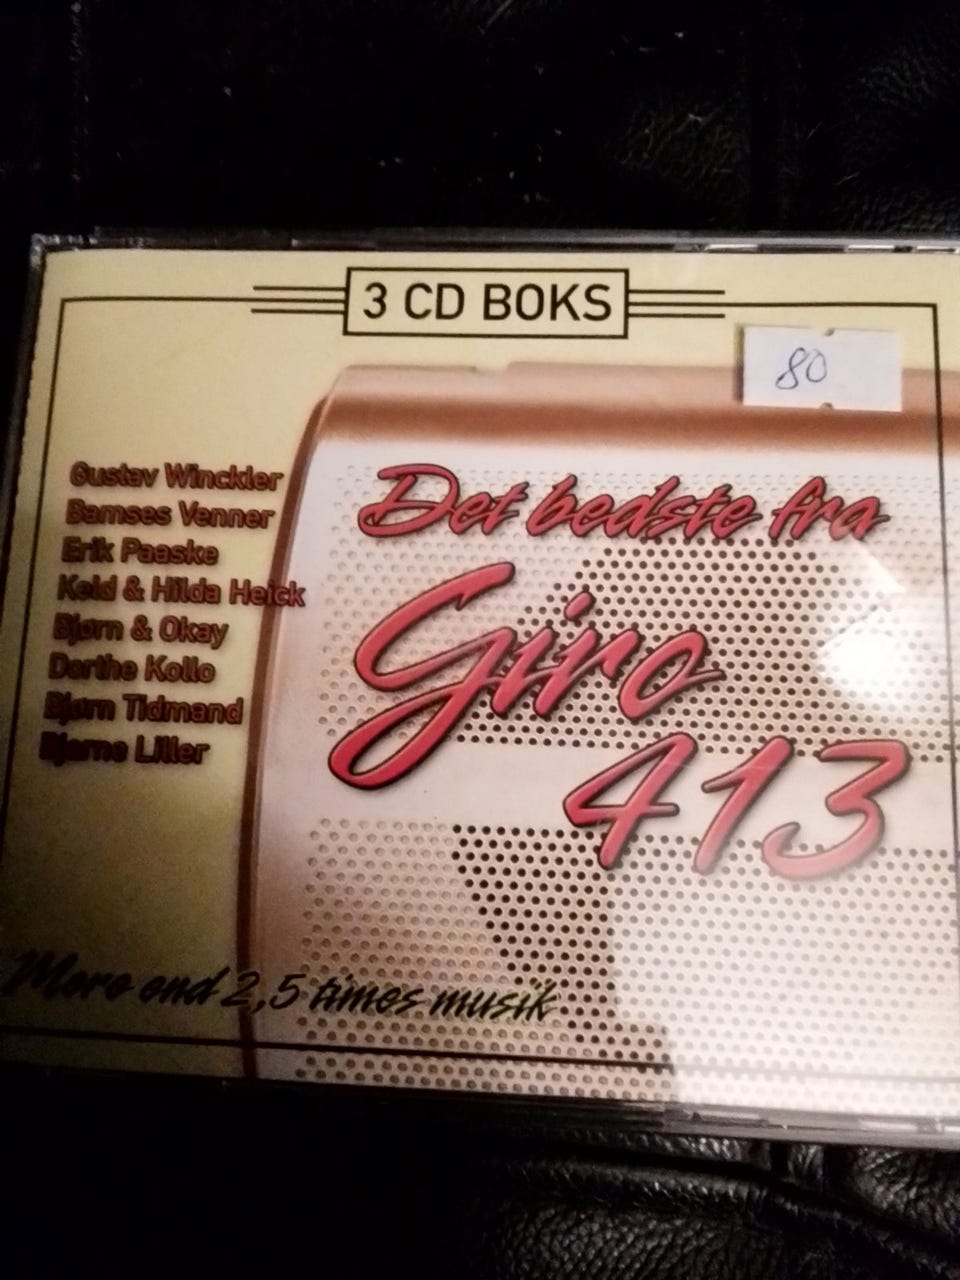 3 CD BOKS
80
Det bedste fra
Giro
413
Gustav Winckler
Bamses Venner
Erik Paaske
Keld & Hilda Heick
Bjørn & Okay
Dorthe Kollo
Bjørn Tidmand
Bjarne Liller
Mere end 2,5 times musik